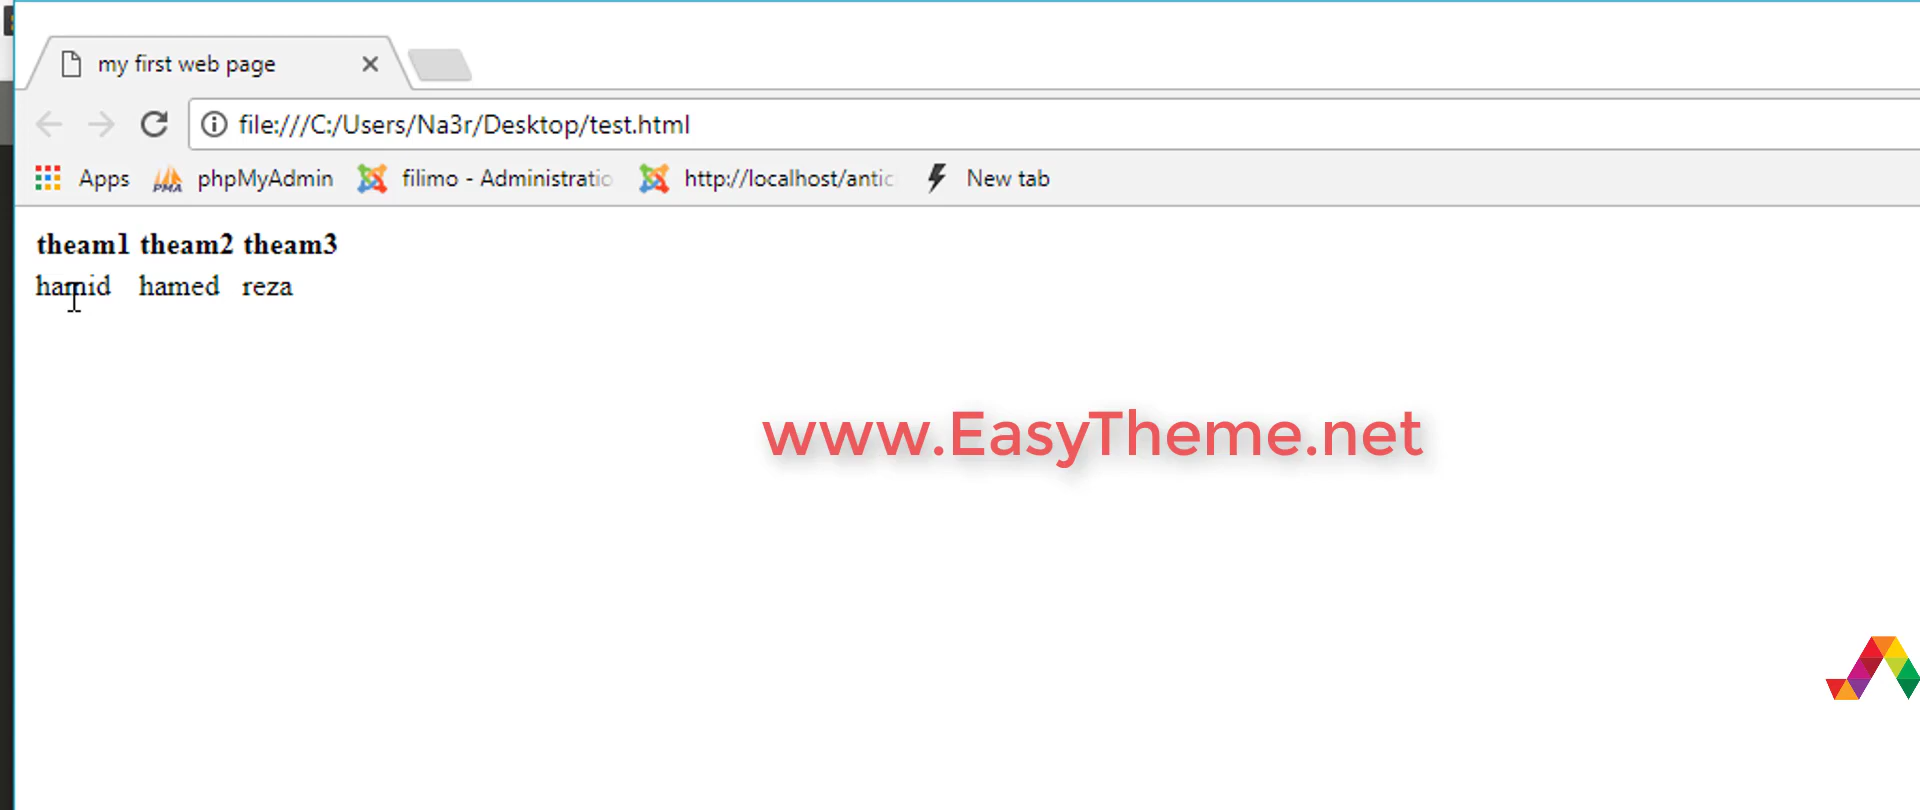 my first web page
file:///C:/Users/Na3r/Desktop/test.html
Apps phpMyAdmin filimo - Administratio http://localhost/antic New tab
theam1 theam2 theam3
hamid hamed reza
www.EasyTheme.net